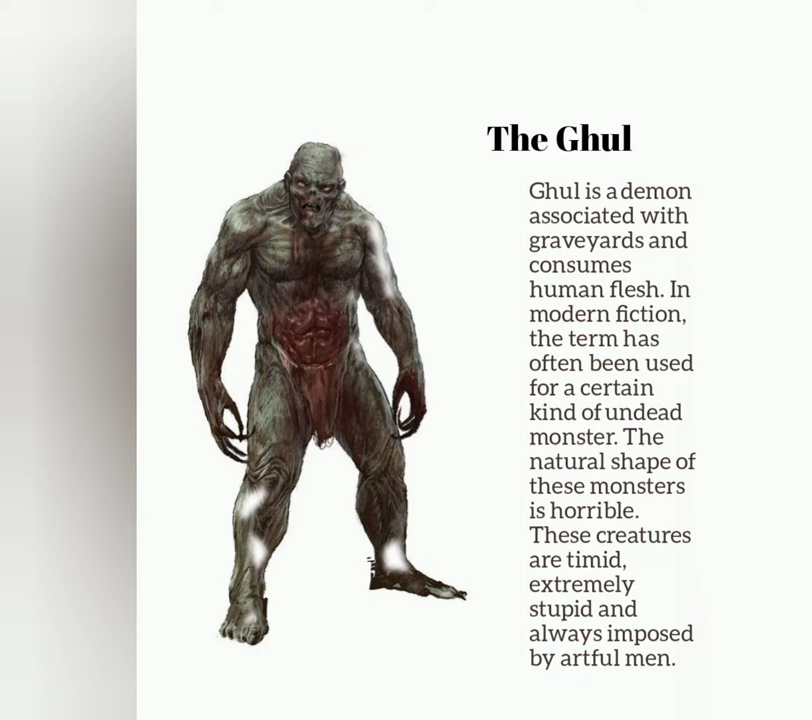 The Ghul
Ghul is a demon
associated with
graveyards and
consumes
human flesh. In
modern fiction,
the term has
often been used
for a certain
kind of undead
monster. The
natural shape of
these monsters
is horrible.
These creatures
are timid,
extremely
stupid and
always imposed
by artful men.